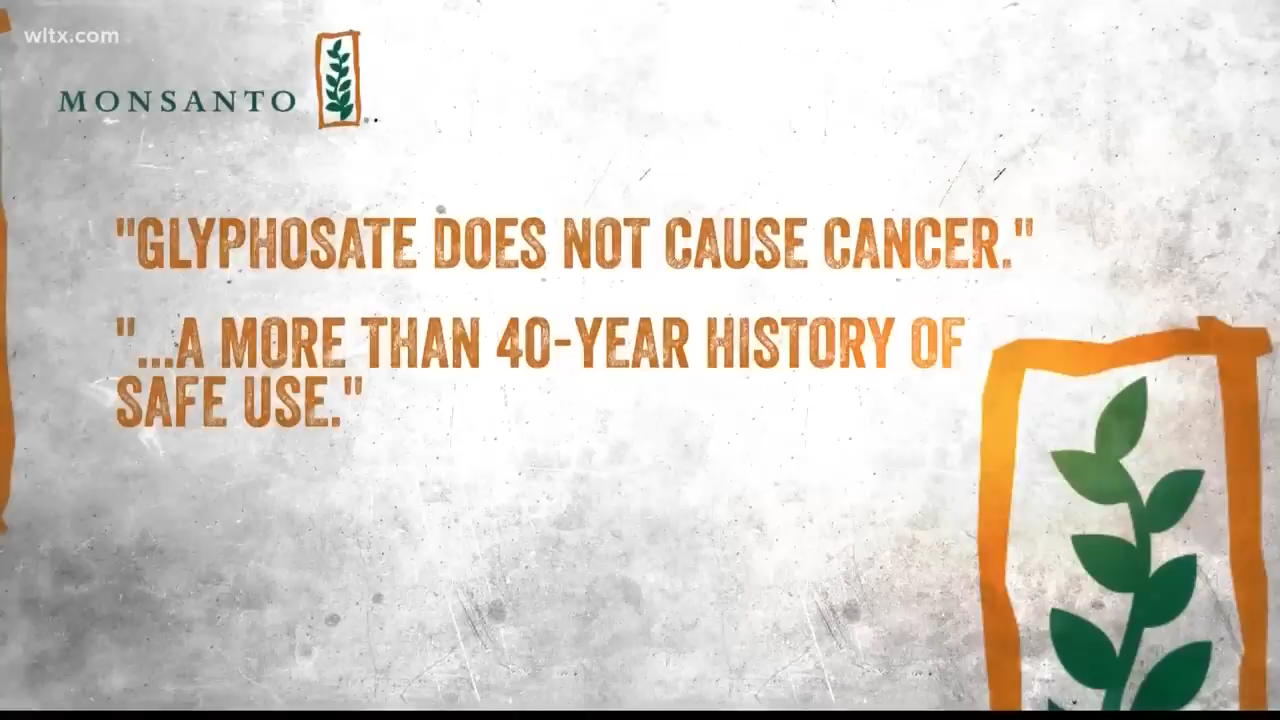 wltx.com
MONSANTO
"GLYPHOSATE DOES NOT CAUSE CANCER."
"...A MORE THAN 40-YEAR HISTORY OF
SAFE USE."